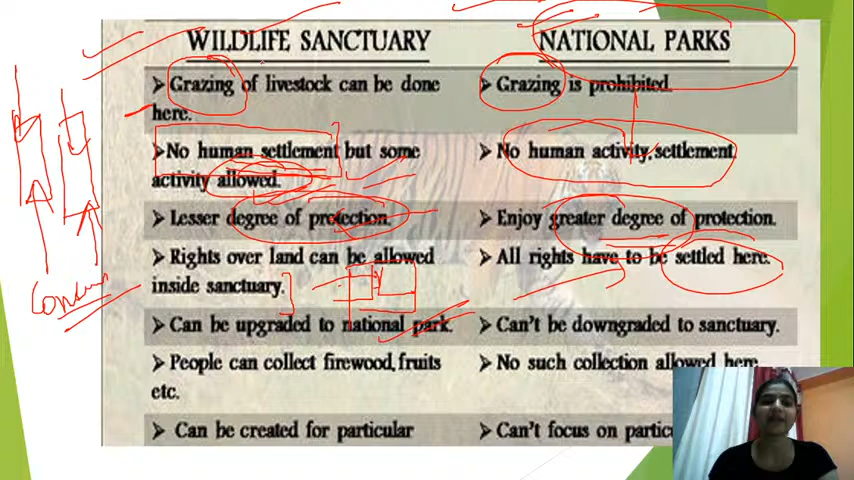 WILDLIFE SANCTUARY NATIONAL PARKS
➤ Grazing of livestock can be done ➤ Grazing is prohibited.
here.
➤No human settlement but some ➤ No human activity,settlement.
activity allowed.
➤ Lesser degree of protection. ➤ Enjoy greater degree of protection.
➤ Rights over land can be allowed ➤ All rights have to be settled here.
inside sanctuary.
➤ Can be upgraded to national park. ➤ Can't be downgraded to sanctuary.
➤ People can collect firewood,fruits ➤ No such collection allowed here
etc.
➤ Can be created for particular ➤ Can't focus on